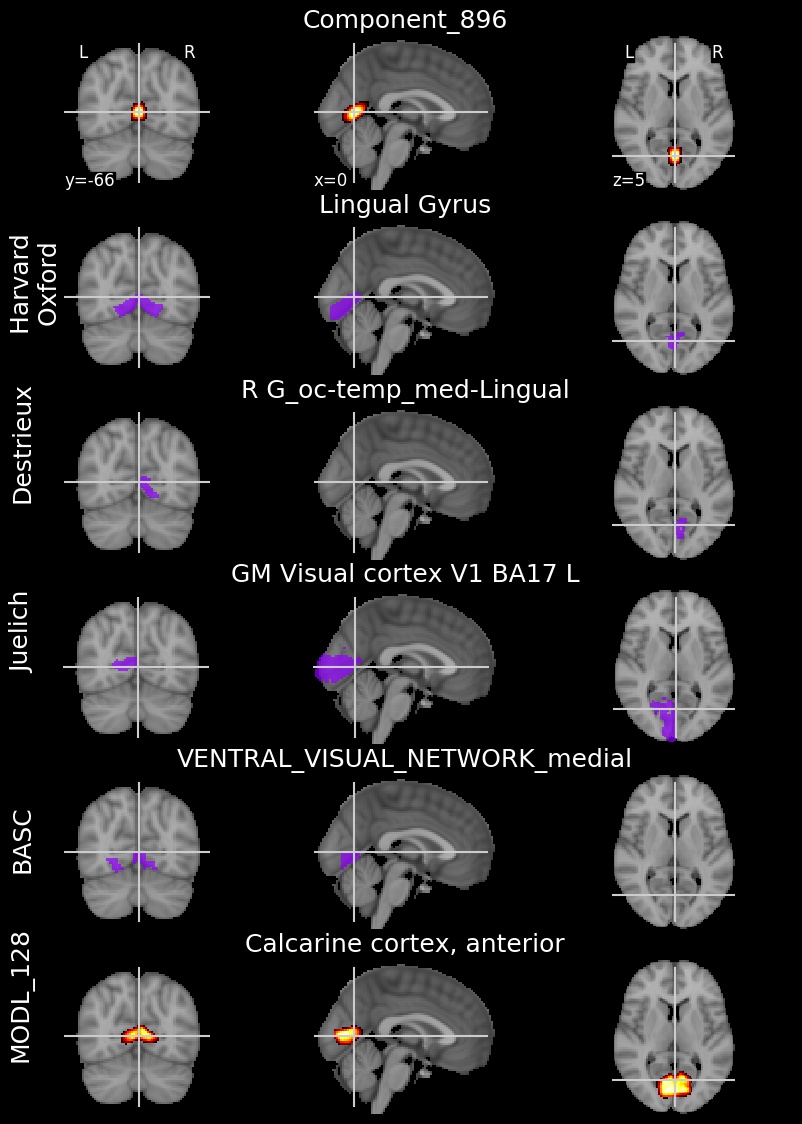 Component_896
L R
L R
y=-66
x=0
z=5
Lingual Gyrus
Harvard
Oxford
R G_oc-temp_med-Lingual
Destrieux
GM Visual cortex V1 BA17 L
Juelich
VENTRAL_VISUAL_NETWORK_medial
BASC
Calcarine cortex, anterior
MODL_128